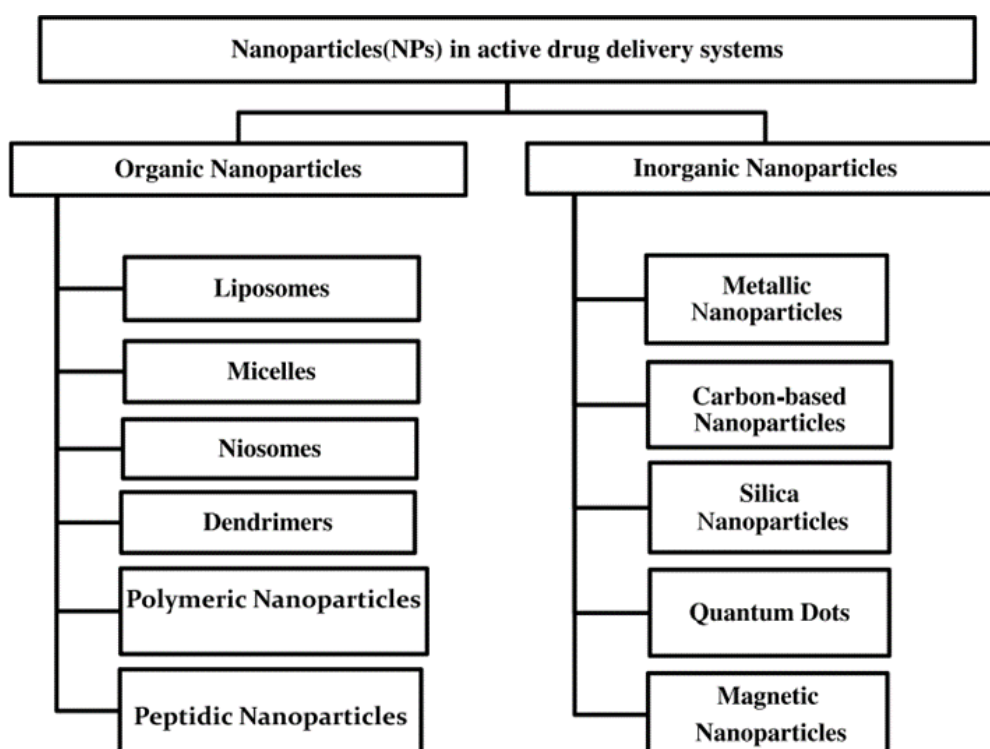 Nanoparticles(NPs) in active drug delivery systems
Organic Nanoparticles
Liposomes
Micelles
Niosomes
Dendrimers
Polymeric Nanoparticles
Peptidic Nanoparticles
Inorganic Nanoparticles
Metallic
Nanoparticles
Carbon-based
Nanoparticles
Silica
Nanoparticles
Quantum Dots
Magnetic
Nanoparticles